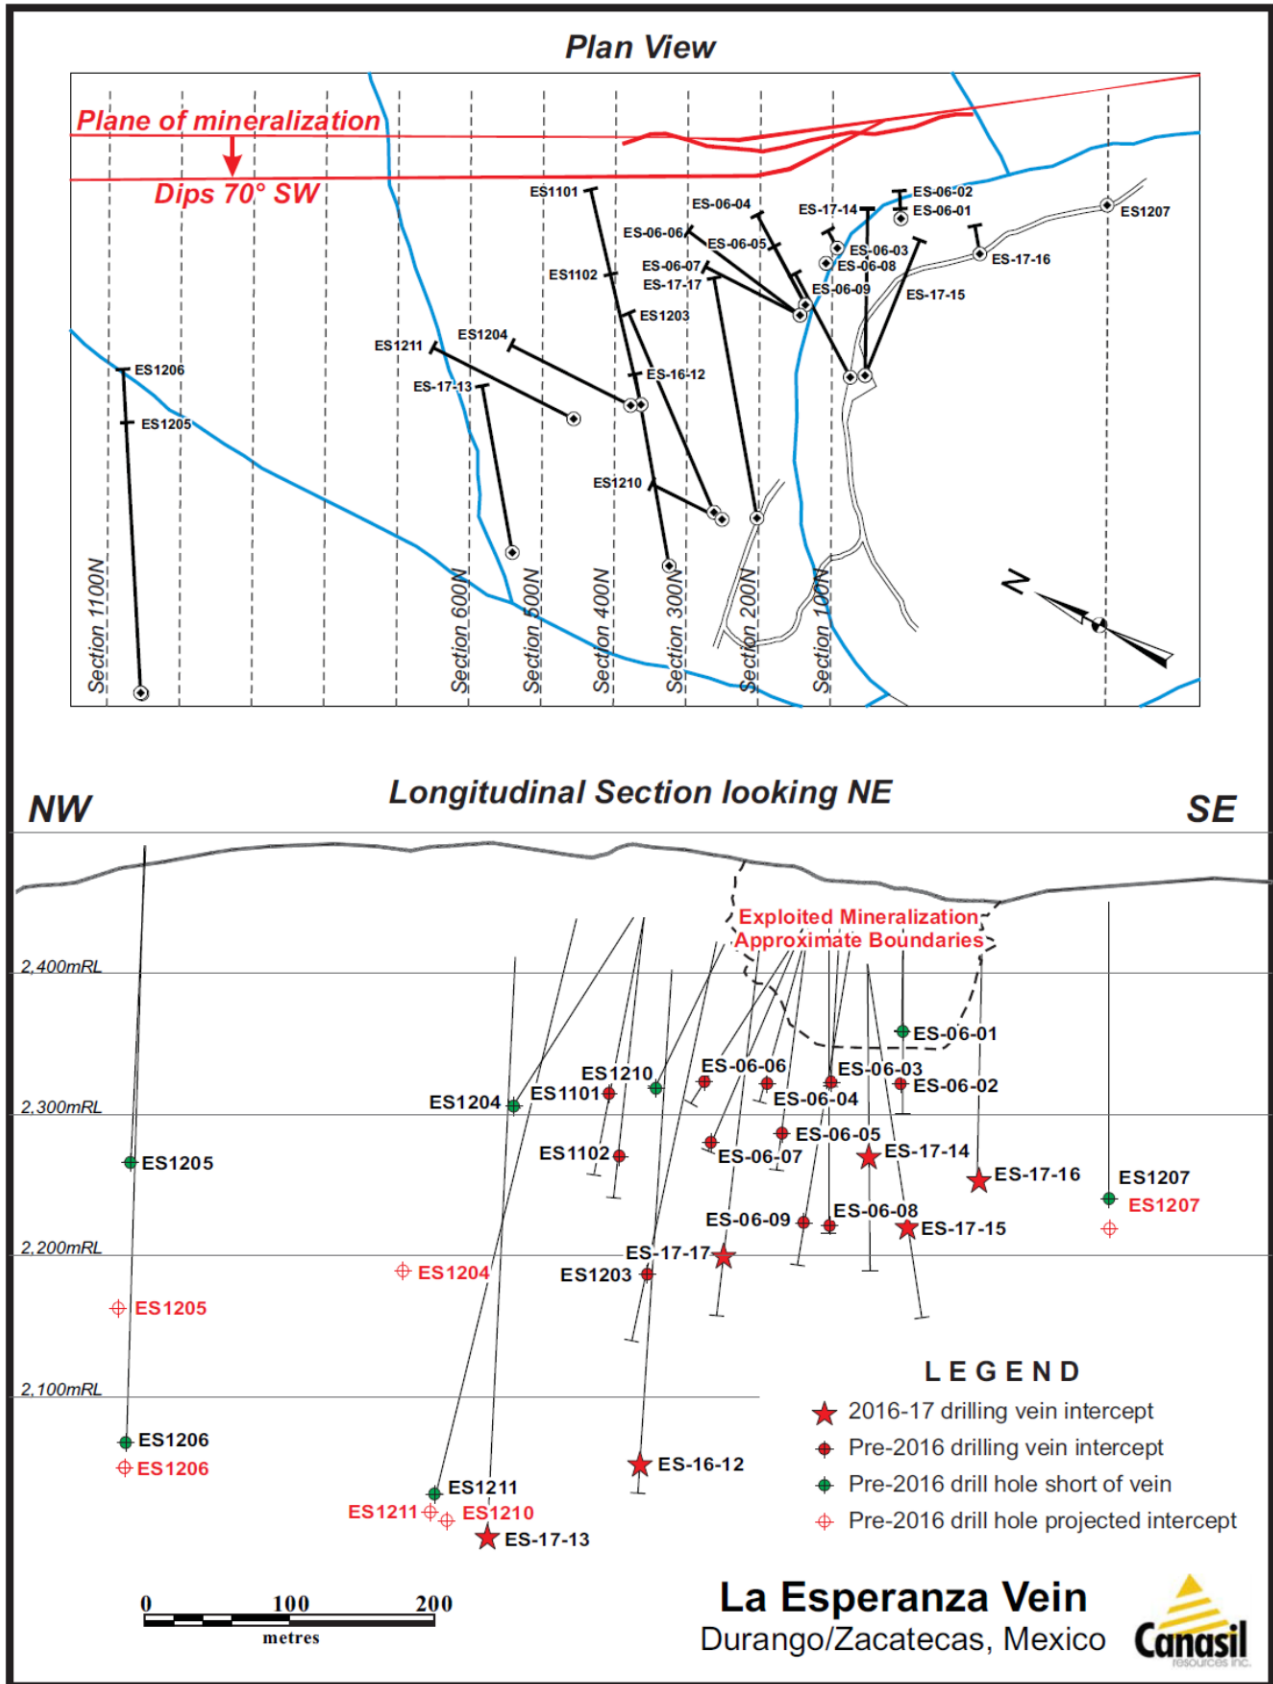 Plan View
Plane of mineralization
Dips 70° SW
ES1101
ES-06-04
ES-17-14
ES-06-02
ES-06-01
ES1207
ES-06-06
ES-06-05
ES-06-03
ES-06-07
ES-06-08
ES-17-16
ES1102
ES-17-17
ES-06-09
ES-17-15
ES1203
ES1204
ES1211
ES1206
ES-16-12
ES-17-13
ES1205
ES1210
N
Section 1100N
Section 600N
Section 500N
Section 400N
Section 300N
Section 200N
Section 100N
NW
Longitudinal Section looking NE
SE
Exploited Mineralization
Approximate Boundaries
2,400mRL
ES-06-01
ES1210
ES-06-06
ES-06-03
ES1204
ES1101
ES-06-04
ES-06-02
2,300mRL
ES1205
ES1102
ES-06-07
ES-06-05
ES-17-14
ES-17-16
ES1207
ES1207
ES-06-09
ES-06-08
ES-17-15
2,200mRL
ES-17-17
ES1204
ES1203
ES1205
2,100mRL
ES1206
ES1206
ES-16-12
ES1211
ES1211
ES1210
ES-17-13
LEGEND
2016-17 drilling vein intercept
Pre-2016 drilling vein intercept
Pre-2016 drill hole short of vein
Pre-2016 drill hole projected intercept
0 100 200
metres
La Esperanza Vein
Durango/Zacatecas, Mexico
Canasil
resources inc.